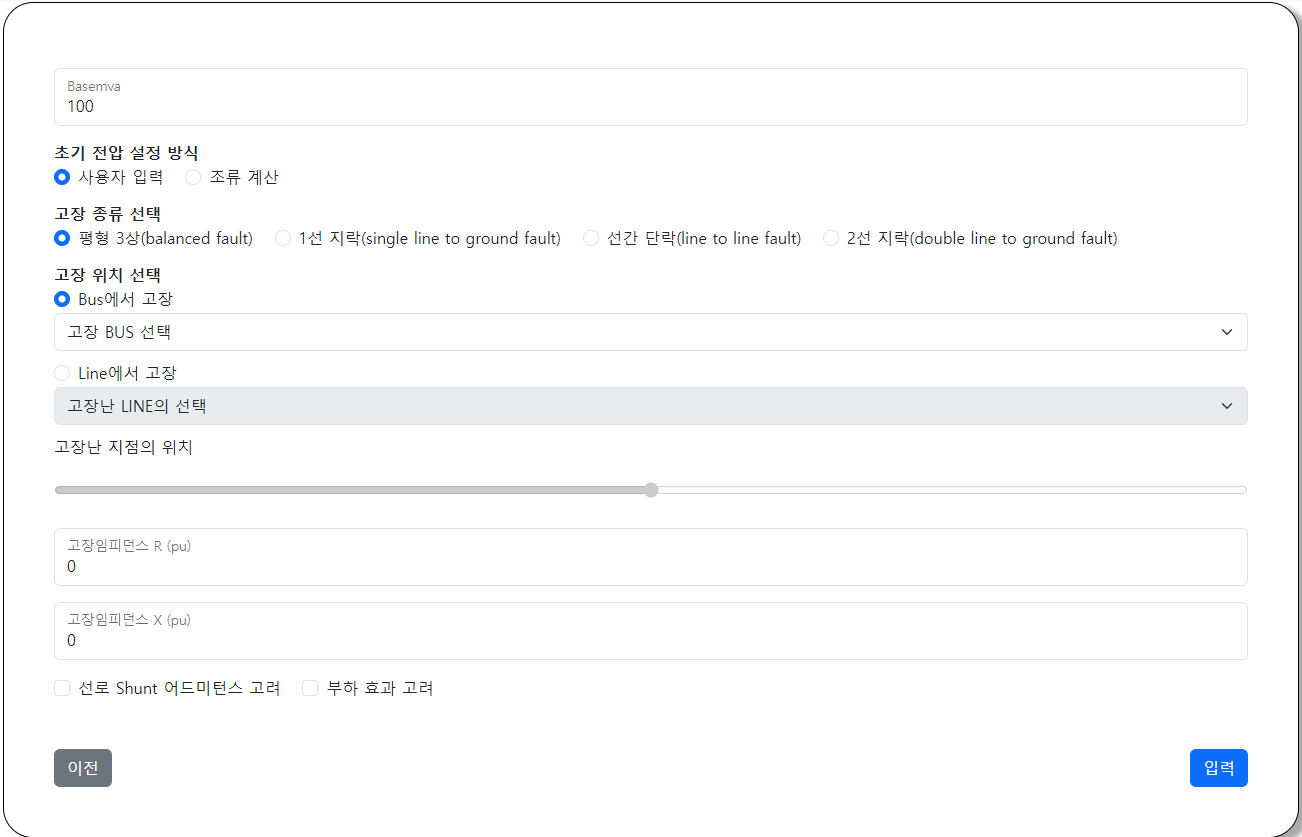 Basemva
100
초기 전압 설정 방식
사용자 입력 조류 계산
고장 종류 선택
평형 3상(balanced fault) 1선 지락(single line to ground fault) 선간 단락(line to line fault) 2선 지락(double line to ground fault)
고장 위치 선택
Bus에서 고장
고장 BUS 선택
Line에서 고장
고장난 LINE의 선택
고장난 지점의 위치
고장임피던스 R (pu)
0
고장임피던스 X (pu)
0
선로 Shunt 어드미턴스 고려 부하 효과 고려
이전 입력